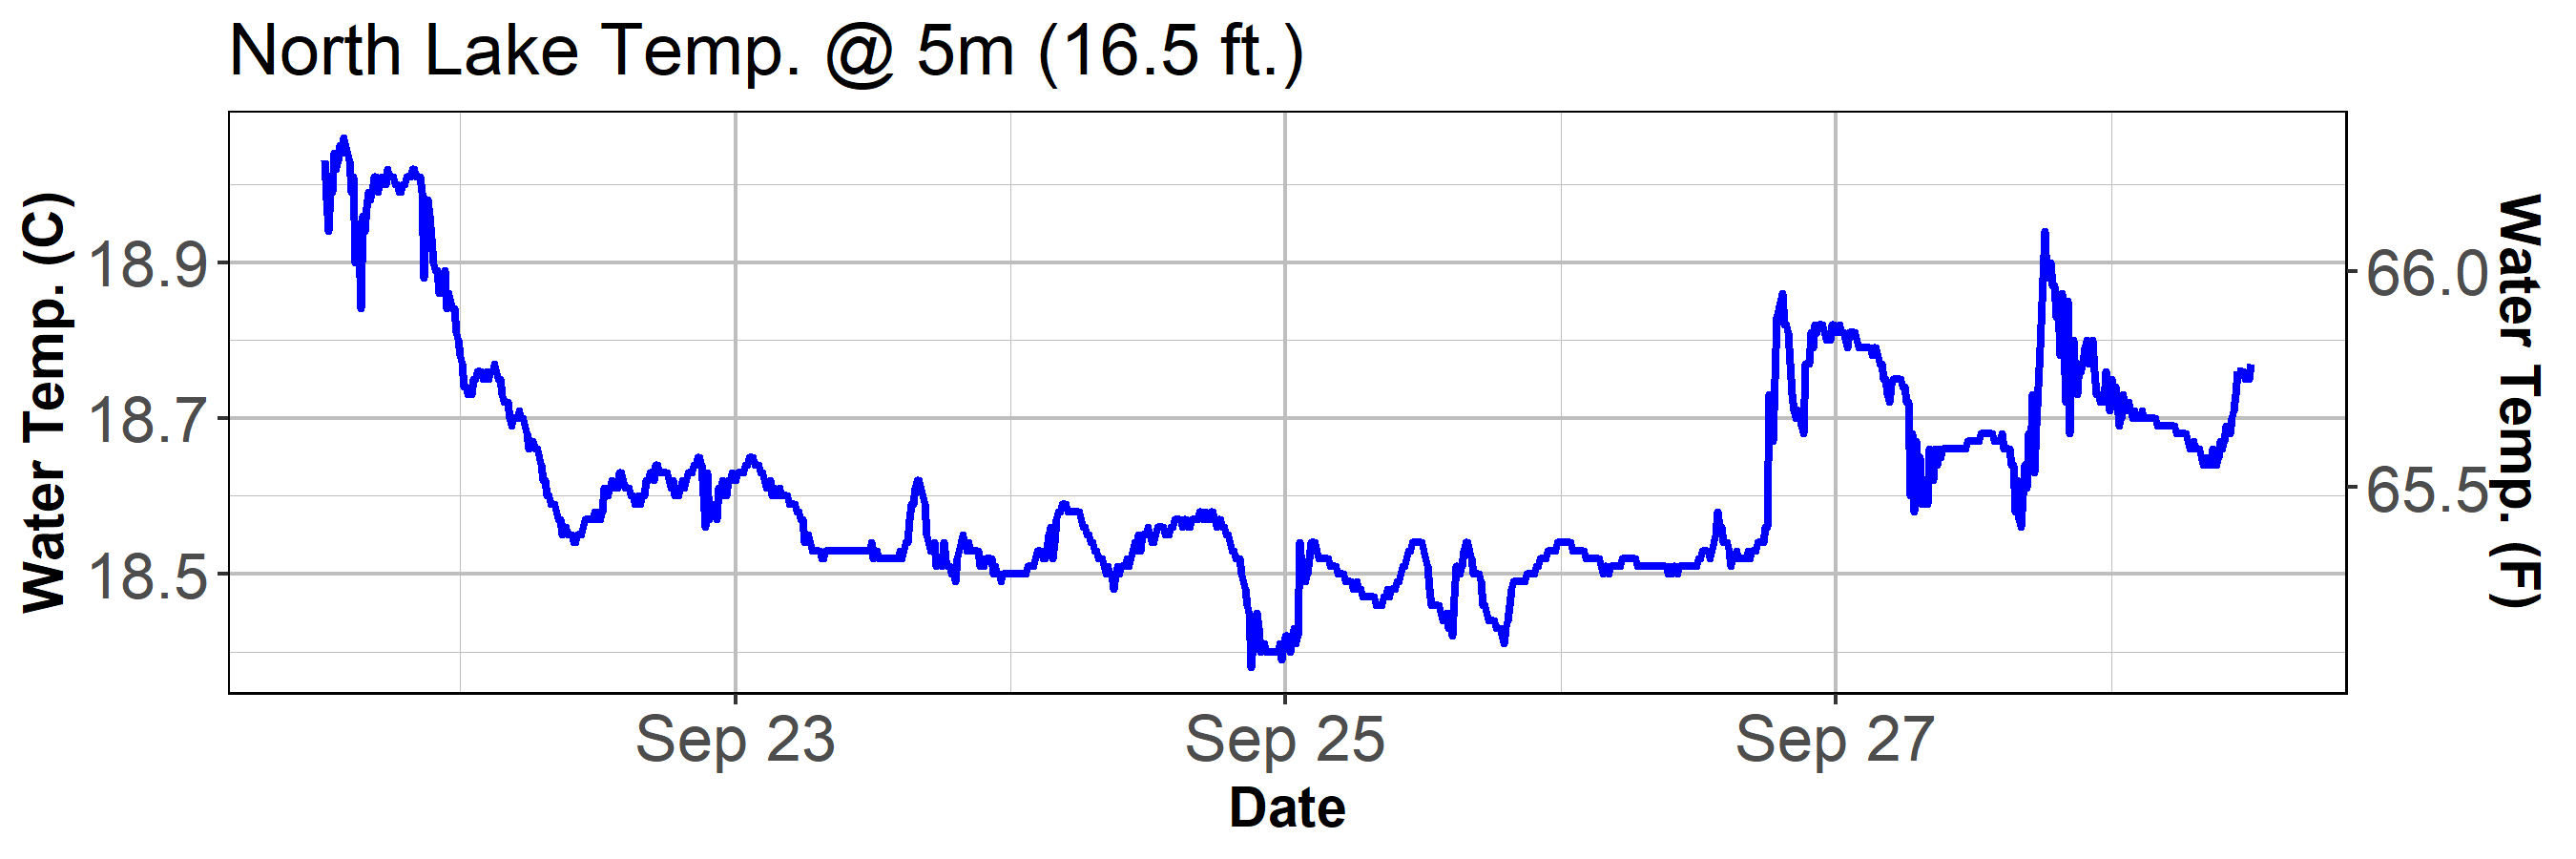 North Lake Temp. @ 5m (16.5 ft.)
Water Temp. (C)
18.9
18.7
18.5
66.0
65.5
Water Temp. (F)
Sep 23
Sep 25
Sep 27
Date